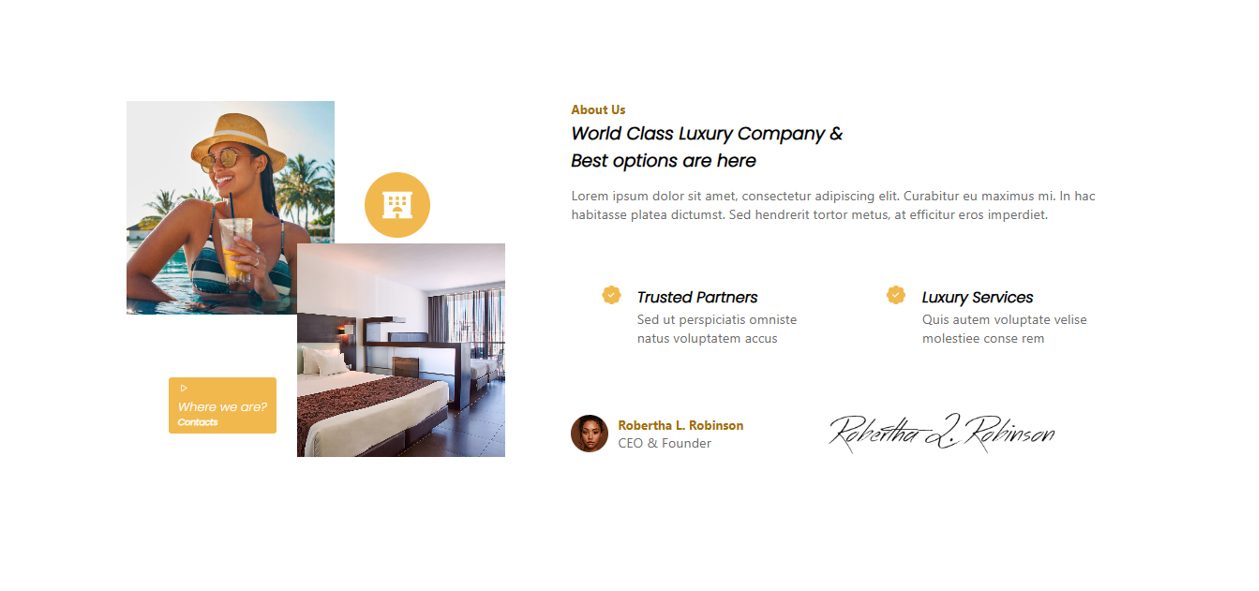 About Us
World Class Luxury Company &
Best options are here
Lorem ipsum dolor sit amet, consectetur adipiscing elit. Curabitur eu maximus mi. In hac
habitasse platea dictumst. Sed hendrerit tortor metus, at efficitur eros imperdiet.
Trusted Partners
Sed ut perspiciatis omniste
natus voluptatem accus
Luxury Services
Quis autem voluptate velise
molestiee conse rem
Where we are?
Contacts
Robertha L. Robinson
CEO & Founder
Robertha L. Robinson